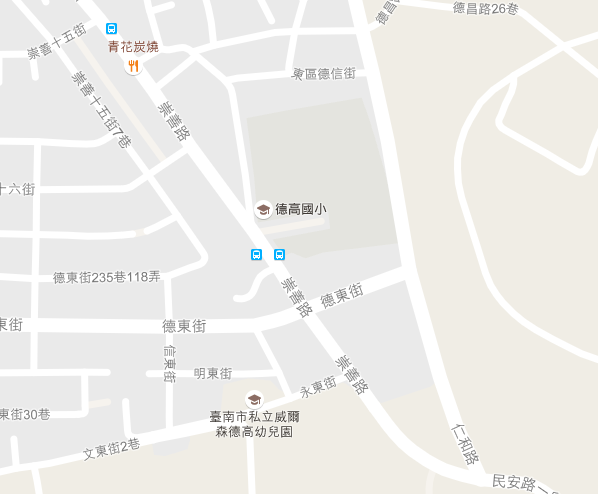 德昌路26巷
德昌
崇善十五街
青花炭燒
東區德信街
崇善十五街7巷
崇善路
十六街
德高國小
德東街235巷118弄
崇善路
德東街
東街
德東街
信東街
明東街
崇善路
永東街
東街30巷
臺南市私立威爾
森德高幼兒園
文東街2巷
仁和路
民安路一